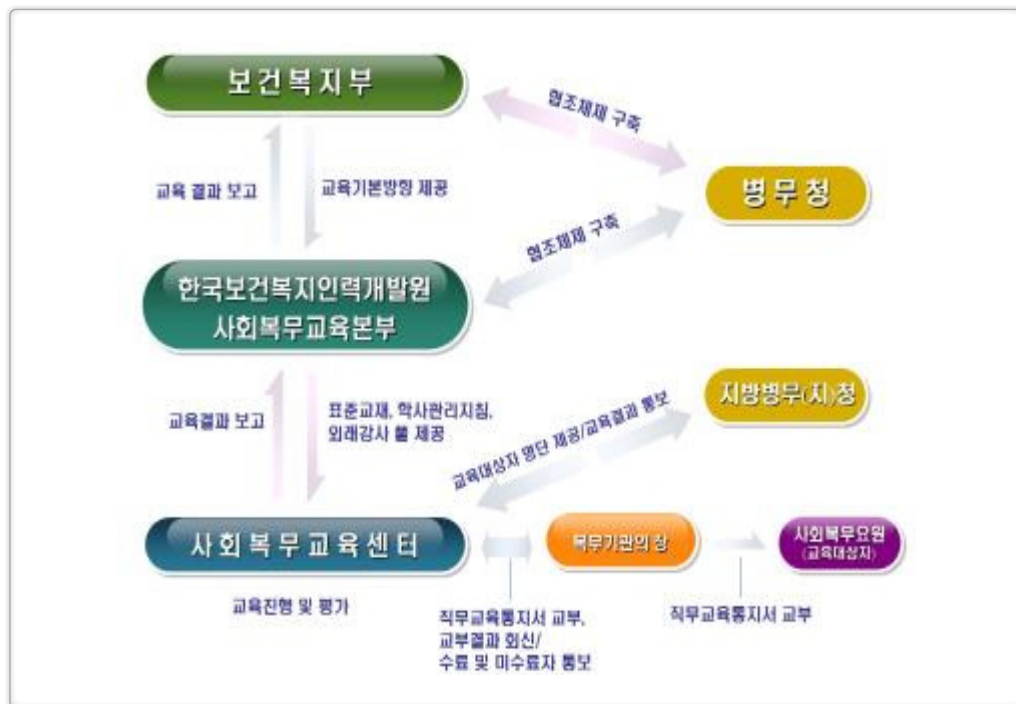 보건복지부
협조체제 구축
교육 결과 보고
교육기본방향 제공
병무청
협조체제 구축
한국보건복지인력개발원
사회복무교육본부
지방병무(지)청
교육결과 보고
표준교재, 학사관리지침,
외래강사 풀 제공
교육대상자 명단 제공/교육결과 통보
사회복무교육센터
복무기관의 장
사회복무요원
(교육대상자)
교육진행 및 평가
직무교육통지서 교부,
교부결과 회신/
수료 및 미수료자 통보
직무교육통지서 교부